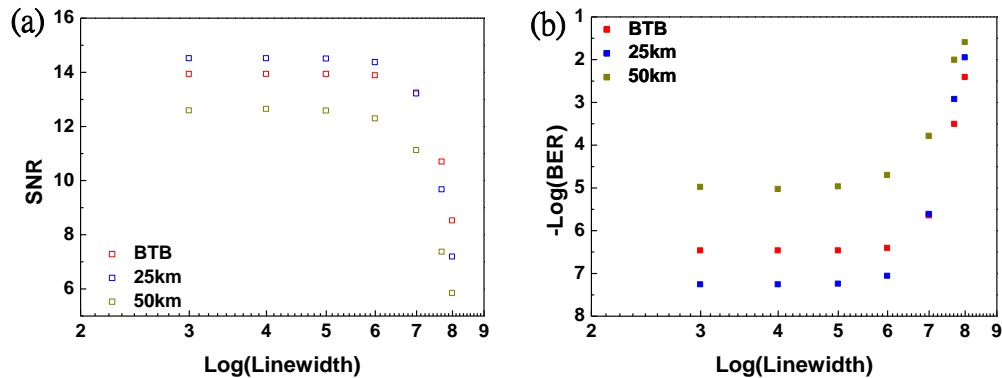 (a)
16
14
12
10
8
6
SNR
BTB
25km
50km
2 3 4 5 6 7 8 9
Log(Linewidth)
(b)
1
2
3
4
5
6
7
8
-Log(BER)
BTB
25km
50km
2 3 4 5 6 7 8 9
Log(Linewidth)